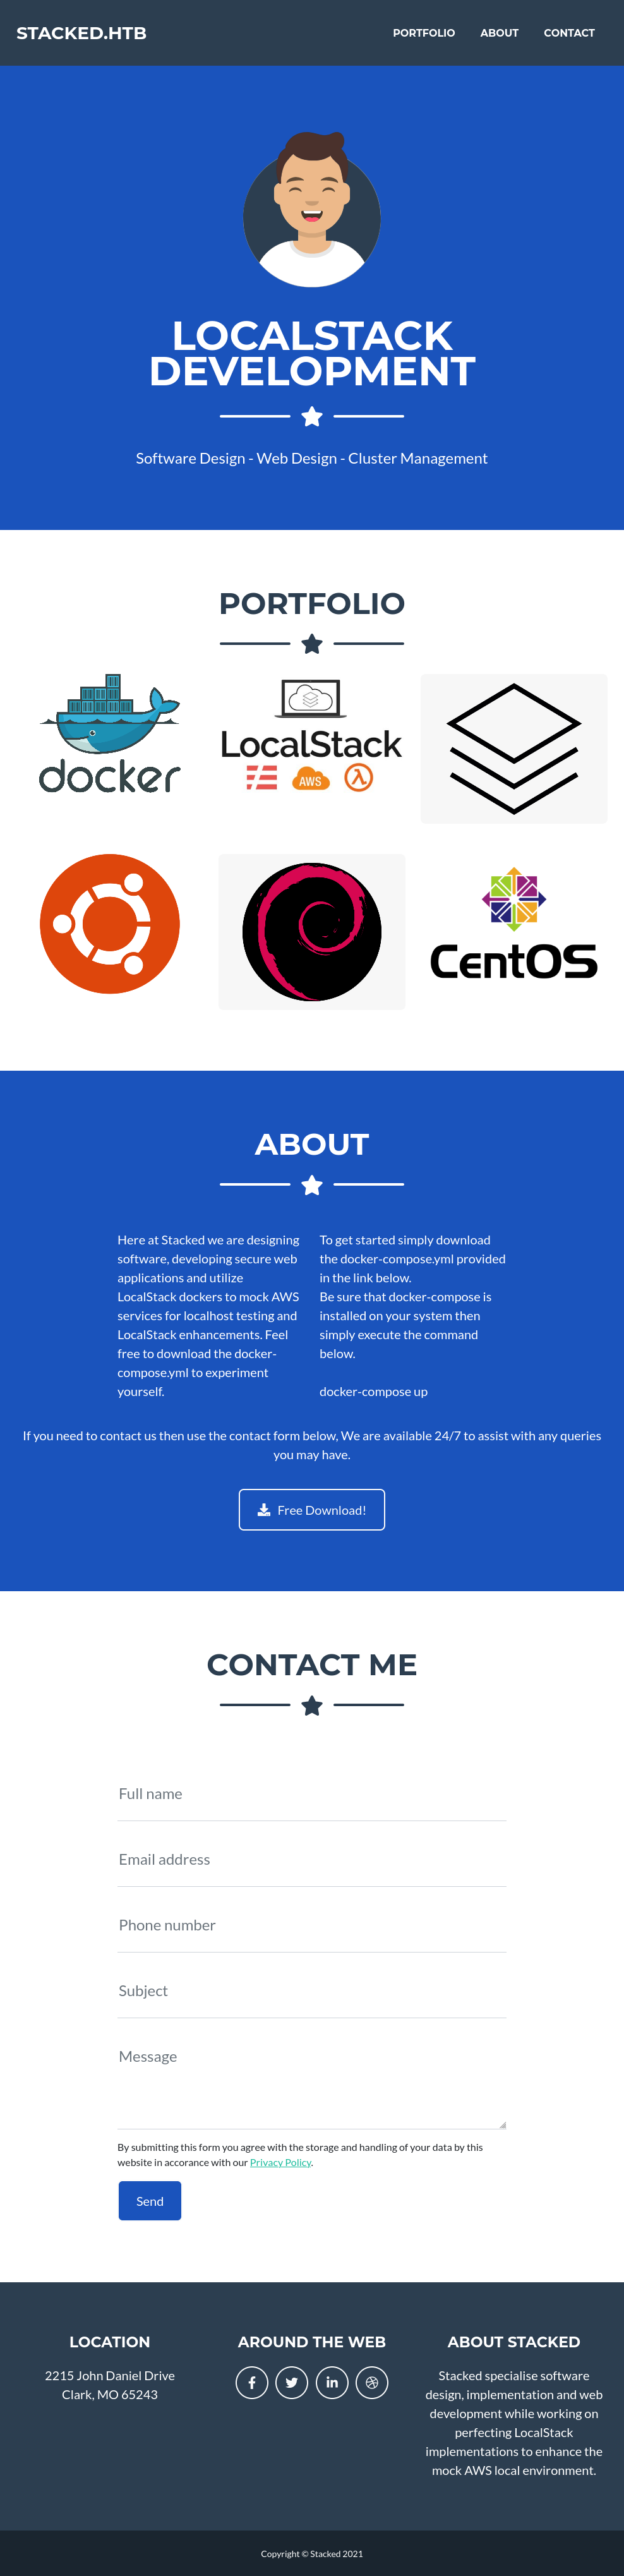 STACKED.HTB
PORTFOLIO ABOUT CONTACT
LOCALSTACK
DEVELOPMENT
Software Design - Web Design - Cluster Management
PORTFOLIO
docker
LocalStack
AWS
CentOS
ABOUT
Here at Stacked we are designing
software, developing secure web
applications and utilize
LocalStack dockers to mock AWS
services for localhost testing and
LocalStack enhancements. Feel
free to download the docker-
compose.yml to experiment
yourself.
To get started simply download
the docker-compose.yml provided
in the link below.
Be sure that docker-compose is
installed on your system then
simply execute the command
below.
docker-compose up
If you need to contact us then use the contact form below, We are available 24/7 to assist with any queries
you may have.
Free Download!
CONTACT ME
Full name
Email address
Phone number
Subject
Message
By submitting this form you agree with the storage and handling of your data by this
website in accorance with our Privacy Policy.
Send
LOCATION
2215 John Daniel Drive
Clark, MO 65243
AROUND THE WEB
ABOUT STACKED
Stacked specialise software
design, implementation and web
development while working on
perfecting LocalStack
implementations to enhance the
mock AWS local environment.
Copyright © Stacked 2021